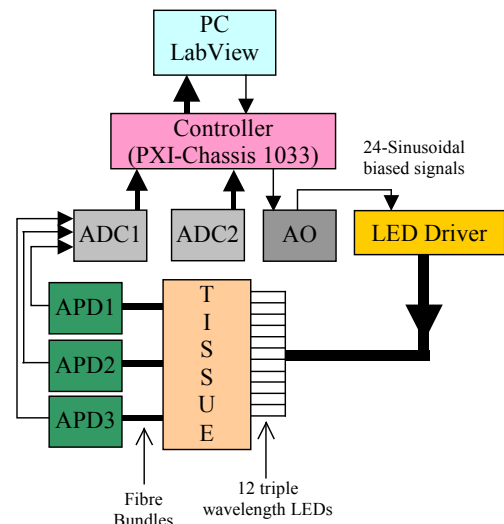 PC
LabView
Controller
(PXI-Chassis 1033)
24-Sinusoidal
biased signals
ADC1
ADC2
AO
LED Driver
APD1
APD2
APD3
T
I
S
S
U
E
Fibre
Bundles
12 triple
wavelength LEDs